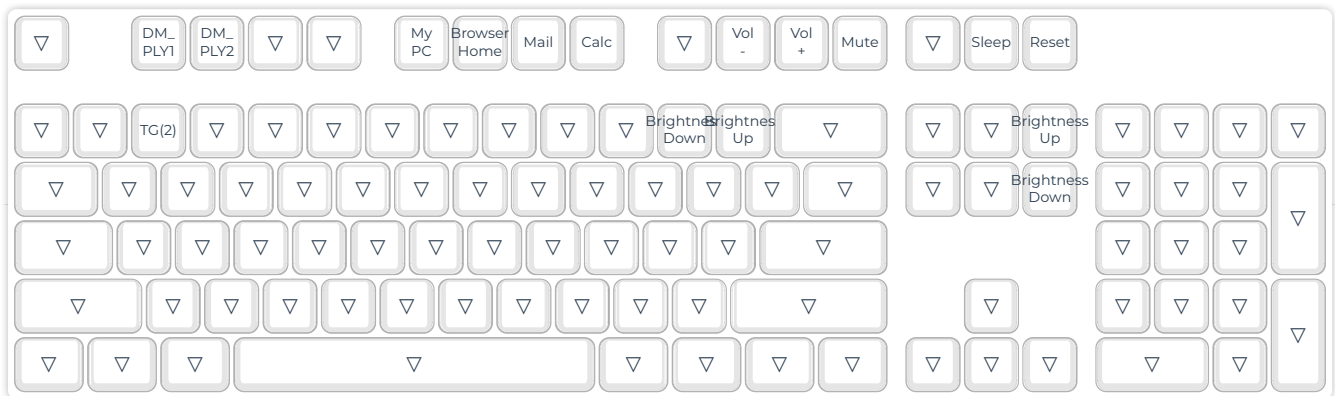 DM_
PLY1
DM_
PLY2
My
PC
Browser
Home
Mail
Calc
Vol
-
Vol
+
Mute
Sleep
Reset
TG(2)
Brightness
Down
Brightness
Up
Brightness
Up
Brightness
Down